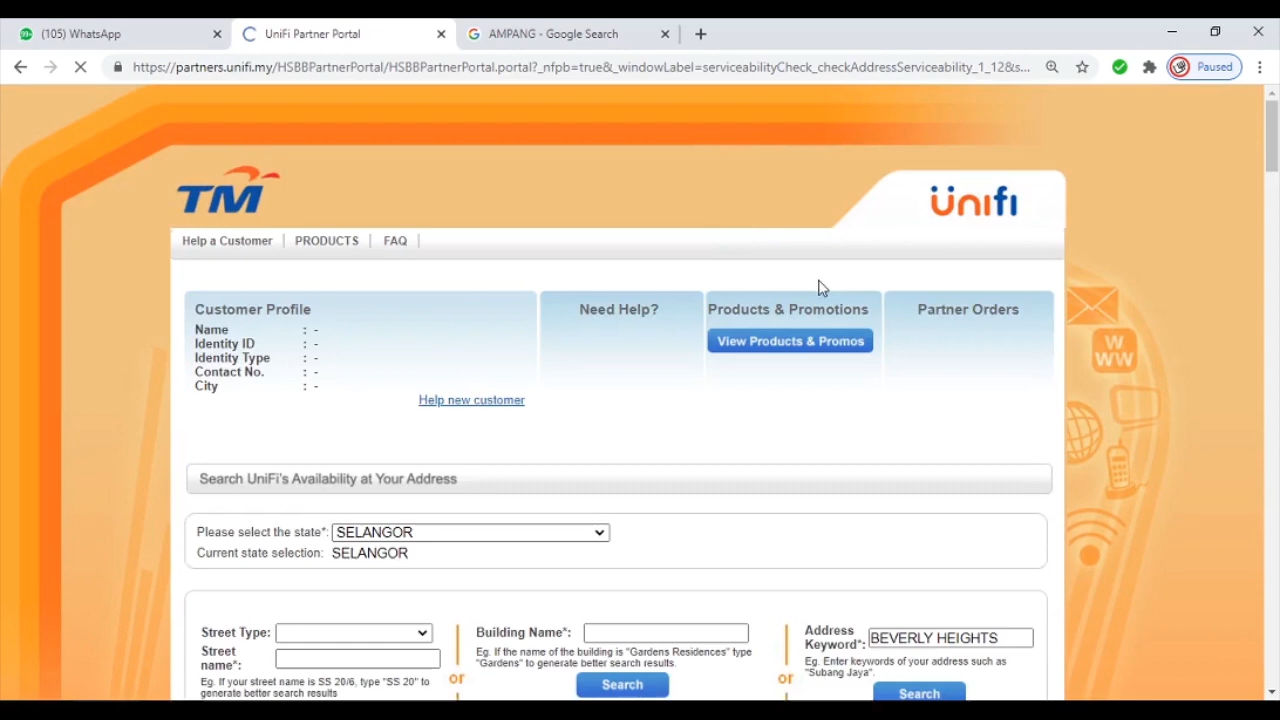 99+ (105) WhatsApp
UniFi Partner Portal
AMPANG - Google Search
https://partners.unifi.my/HSBBPartnerPortal/HSBBPartnerPortal.portal?_nfpb=true&_windowLabel=serviceabilityCheck_checkAddressServiceability_1_12&s...
Paused
TM
ünifi
Help a Customer
PRODUCTS
FAQ
Customer Profile
Name : -
Identity ID : -
Identity Type : -
Contact No. : -
City : -
Help new customer
Need Help?
Products & Promotions
View Products & Promos
Partner Orders
W
WW
Search UniFi's Availability at Your Address
Please select the state*: SELANGOR
Current state selection: SELANGOR
Street Type:
Street
name*:
Eg. If your street name is SS 20/6, type "SS 20" to
generate better search results
or
Building Name*:
Eg. If the name of the building is "Gardens Residences" type
"Gardens" to generate better search results.
Search
or
Address
Keyword*: BEVERLY HEIGHTS
Eg. Enter keywords of your address such as
"Subang Jaya".
Search